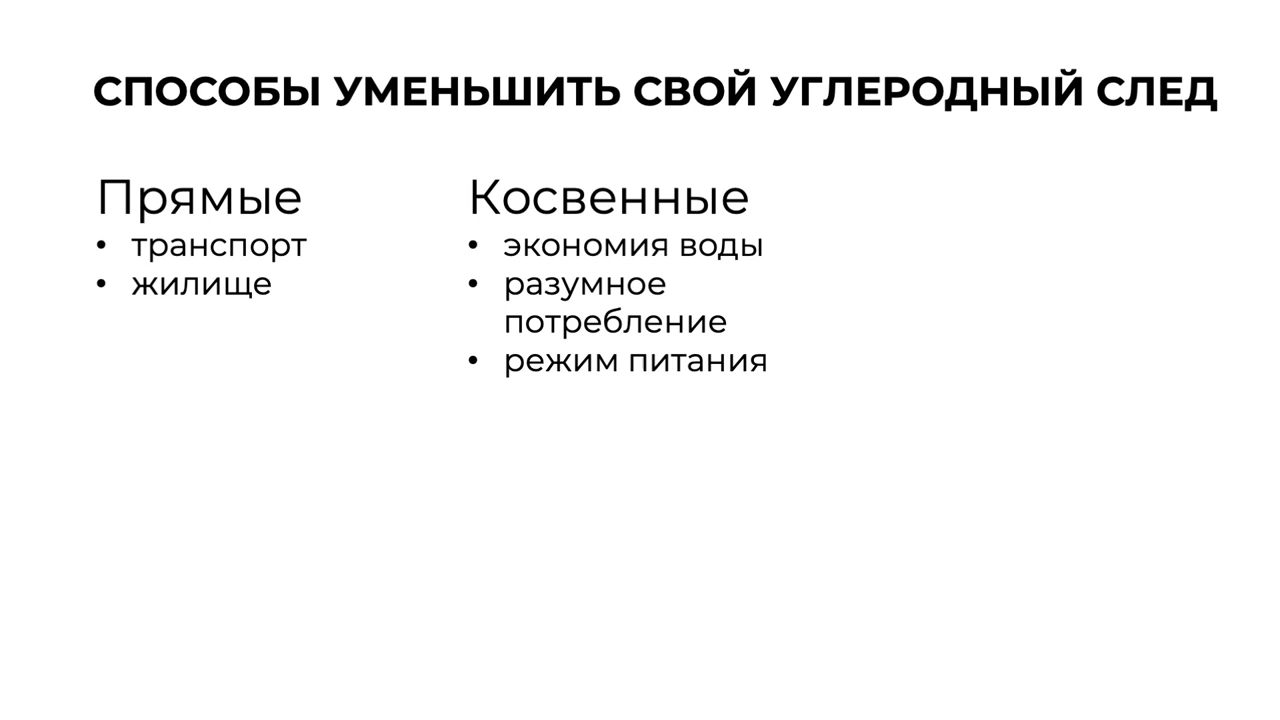 СПОСОБЫ УМЕНЬШИТЬ СВОЙ УГЛЕРОДНЫЙ СЛЕД
Прямые
• транспорт
• жилище
Косвенные
• экономия воды
• разумное
потребление
• режим питания